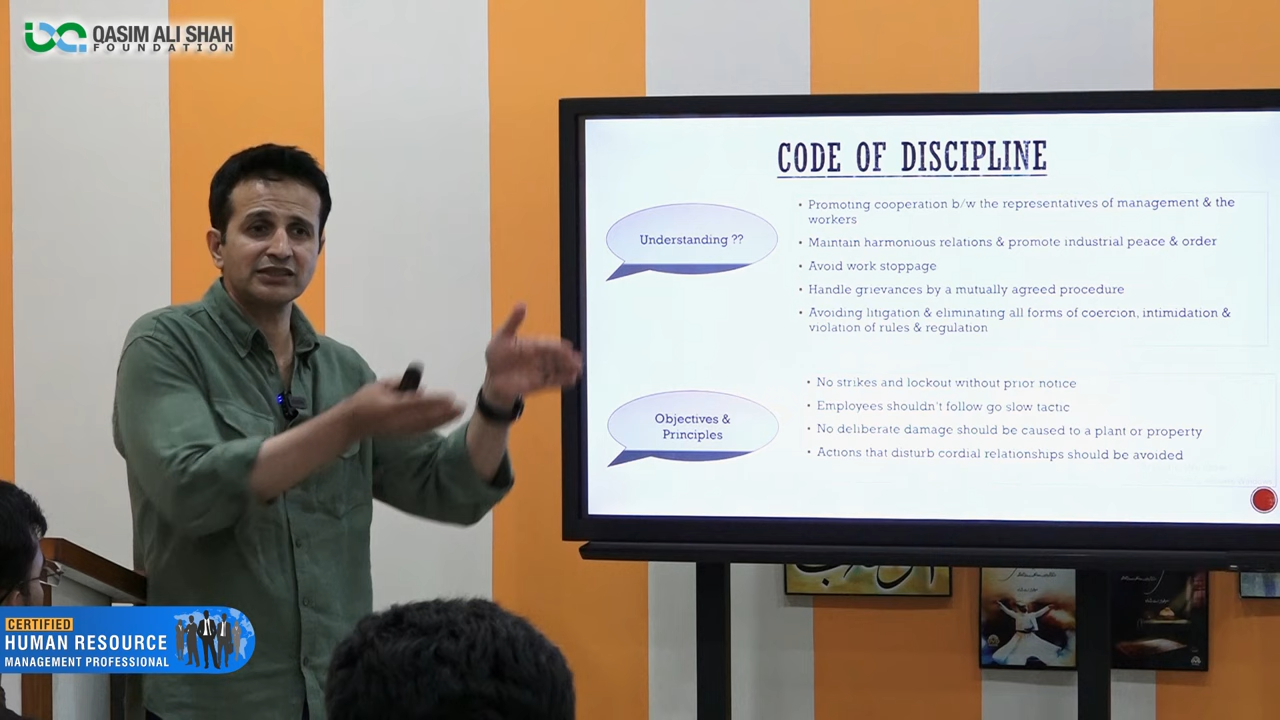 QASIM ALI SHAH
FOUNDATION
CODE OF DISCIPLINE
Understanding ??
• Promoting cooperation b/w the representatives of management & the
workers
• Maintain harmonious relations & promote industrial peace & order
• Avoid work stoppage
• Handle grievances by a mutually agreed procedure
• Avoiding litigation & eliminating all forms of coercion, intimidation &
violation of rules & regulation
Objectives &
Principles
• No strikes and lockout without prior notice
• Employees shouldn't follow go slow tactic
• No deliberate damage should be caused to a plant or property
• Actions that disturb cordial relationships should be avoided
CERTIFIED
HUMAN RESOURCE
MANAGEMENT PROFESSIONAL